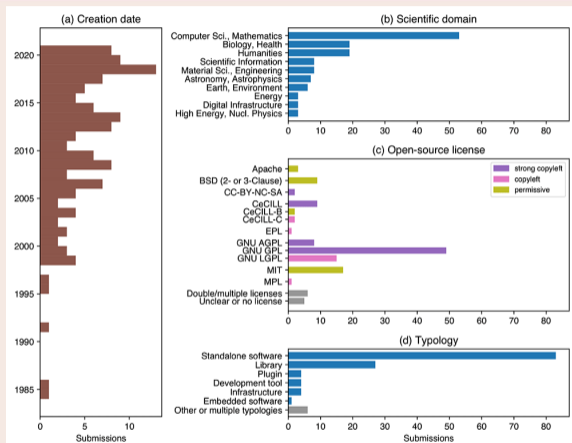 (a) Creation date
2020
2015
2010
2005
2000
1995
1990
1985
0 5 10
Submissions
(b) Scientific domain
Computer Sci., Mathematics
Biology, Health
Humanities
Scientific Information
Material Sci., Engineering
Astronomy, Astrophysics
Earth, Environment
Energy
Digital Infrastructure
High Energy, Nucl. Physics
0 10 20 30 40 50 60 70 80
(c) Open-source license
strong copyleft
copyleft
permissive
Apache
BSD (2- or 3-Clause)
CC-BY-NC-SA
CeCILL
CeCILL-B
CeCILL-C
EPL
GNU AGPL
GNU GPL
GNU LGPL
MIT
MPL
Double/multiple licenses
Unclear or no license
0 10 20 30 40 50 60 70 80
(d) Typology
Standalone software
Library
Plugin
Development tool
Infrastructure
Embedded software
Other or multiple typologies
0 10 20 30 40 50 60 70 80
Submissions